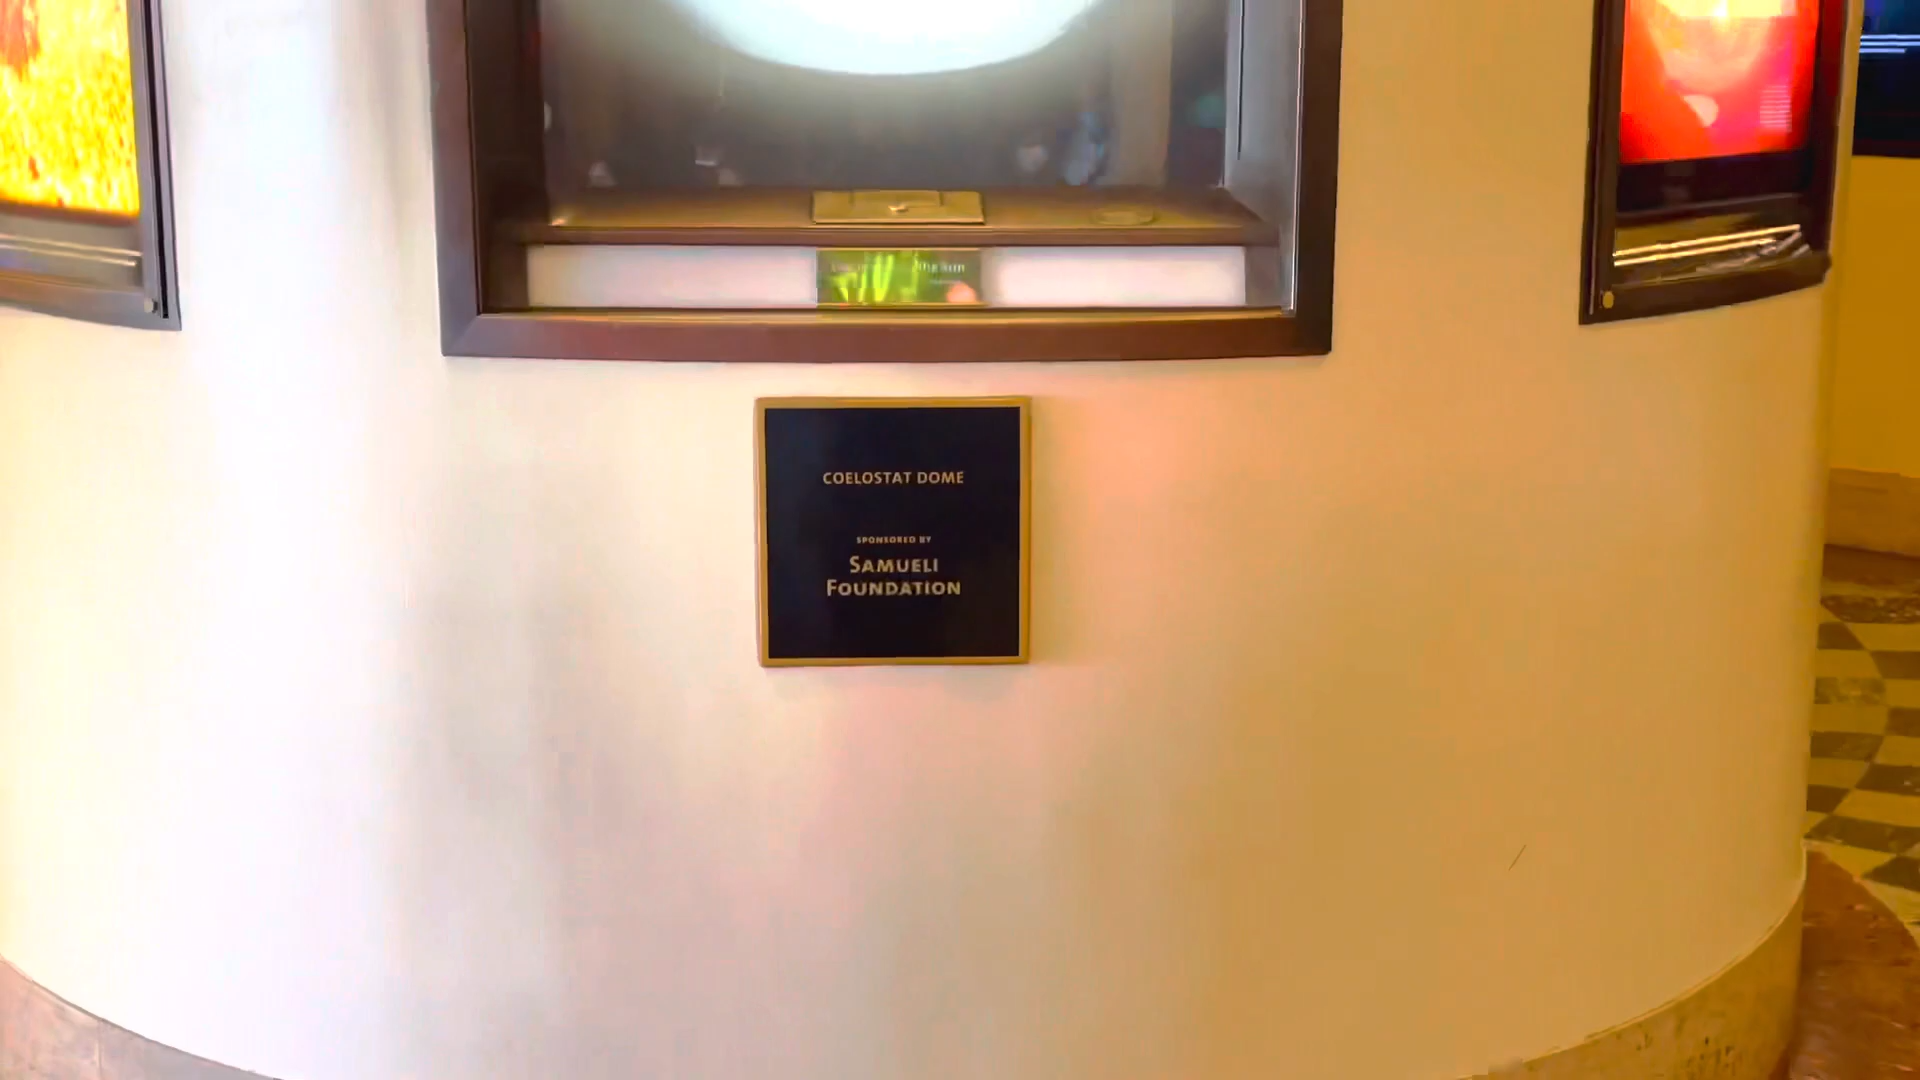 COELOSTAT DOME
SPONSORED BY
SAMUELI
FOUNDATION